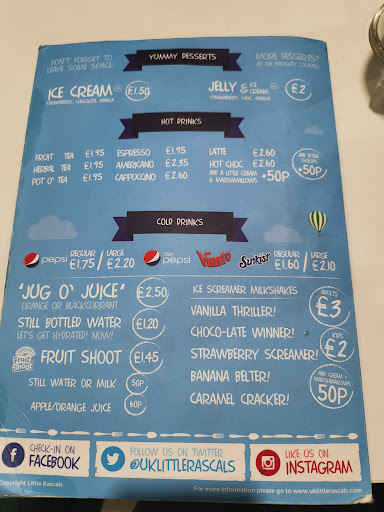 DON'T FORGET TO
LEAVE SOME SPACE!
YUMMY DESSERTS
MORE DESSERTS?
AT THE NAUGHTY COUNTER!
ICE CREAM £1.50
STRAWBERRY, CHOCOLATE, VANILLA
JELLY & ICE CREAM £2
STRAWBERRY, CHOC, VANILLA
HOT DRINKS
FRUIT TEA £1.95
HERBAL TEA £1.95
POT O' TEA £1.95
ESPRESSO £1.95
AMERICANO £2.35
CAPPUCCINO £2.60
LATTE £2.60
HOT CHOC £2.60
ADD A LITTLE CREAM
& MARSHMALLOWS +50P
ADD EXTRA
+50P
COLD DRINKS
pepsi REGULAR £1.75 / LARGE £2.20
pepsi Vimto Sunkist REGULAR £1.60 / LARGE £2.10
'JUG O' JUICE' £2.50
ORANGE OR BLACKCURRANT
STILL BOTTLED WATER £1.20
LET'S GET HYDRATED! NOW!
Fruit Shoot FRUIT SHOOT £1.45
STILL WATER OR MILK 50P
APPLE/ORANGE JUICE 60P
ICE SCREAMER MILKSHAKES
VANILLA THRILLER!
CHOCO-LATE WINNER!
STRAWBERRY SCREAMER!
BANANA BELTER!
CARAMEL CRACKER!
ADULTS
£3
KIDS
£2
ADD CREAM +
MARSHMALLOWS
50P
CHECK-IN ON
FACEBOOK
FOLLOW US ON TWITTER
@UKLITTLERASCALS
LIKE US ON
INSTAGRAM
Copyright Little Rascals
For more information please go to www.uklittlerascals.com